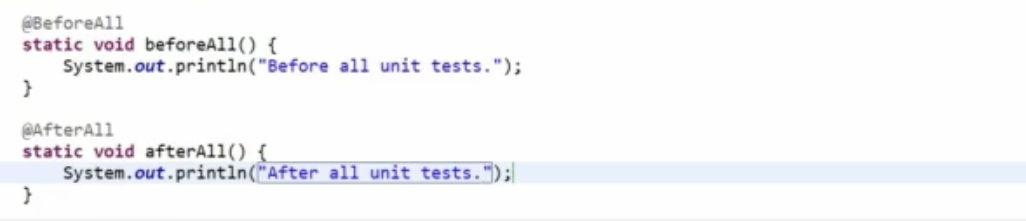 @BeforeAll
static void beforeAll() {
    System.out.println("Before all unit tests.");
}
@AfterAll
static void afterAll() {
    System.out.println("After all unit tests.");
}